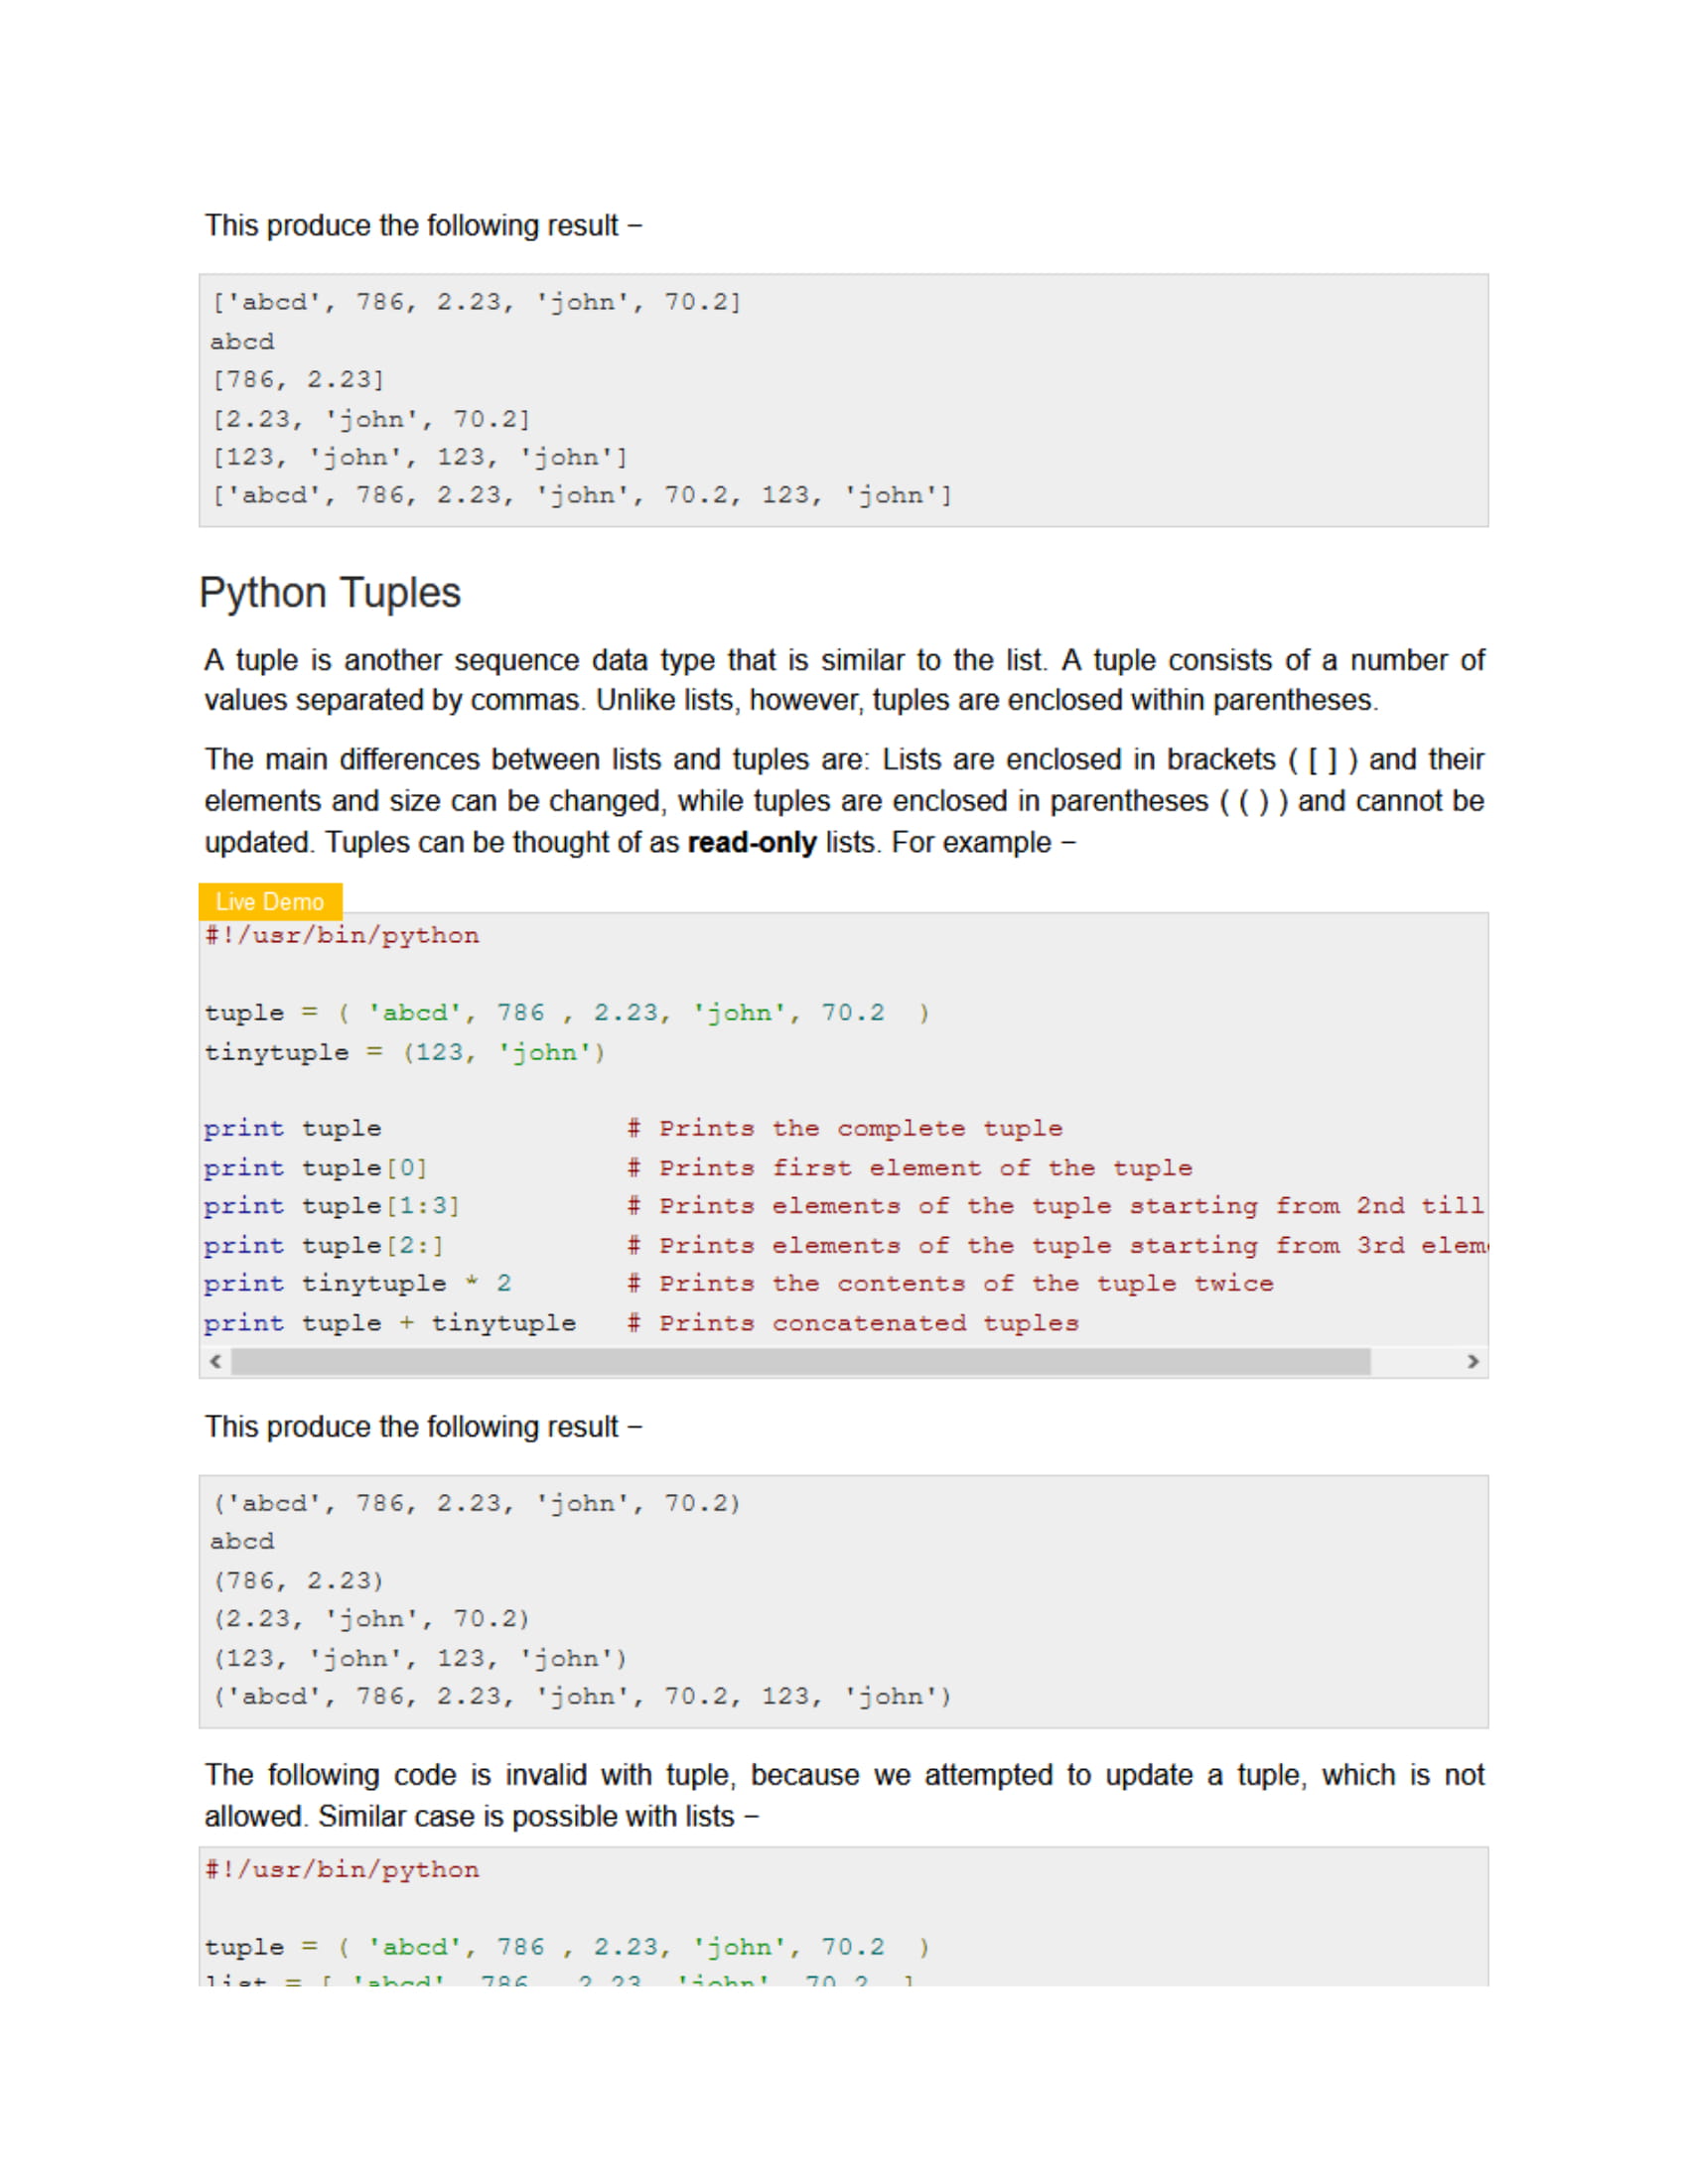 This produce the following result −
['abcd', 786, 2.23, 'john', 70.2]
abcd
[786, 2.23]
[2.23, 'john', 70.2]
[123, 'john', 123, 'john']
['abcd', 786, 2.23, 'john', 70.2, 123, 'john']
Python Tuples
A tuple is another sequence data type that is similar to the list. A tuple consists of a number of
values separated by commas. Unlike lists, however, tuples are enclosed within parentheses.
The main differences between lists and tuples are: Lists are enclosed in brackets ( [ ] ) and their
elements and size can be changed, while tuples are enclosed in parentheses ( ( ) ) and cannot be
updated. Tuples can be thought of as read-only lists. For example −
Live Demo
#!/usr/bin/python
tuple = ( 'abcd', 786 , 2.23, 'john', 70.2  )
tinytuple = (123, 'john')
print tuple               # Prints the complete tuple
print tuple[0]            # Prints first element of the tuple
print tuple[1:3]          # Prints elements of the tuple starting from 2nd till
print tuple[2:]           # Prints elements of the tuple starting from 3rd elem
print tinytuple * 2       # Prints the contents of the tuple twice
print tuple + tinytuple   # Prints concatenated tuples
This produce the following result −
('abcd', 786, 2.23, 'john', 70.2)
abcd
(786, 2.23)
(2.23, 'john', 70.2)
(123, 'john', 123, 'john')
('abcd', 786, 2.23, 'john', 70.2, 123, 'john')
The following code is invalid with tuple, because we attempted to update a tuple, which is not
allowed. Similar case is possible with lists −
#!/usr/bin/python
tuple = ( 'abcd', 786 , 2.23, 'john', 70.2  )
list = [ 'abcd', 786 , 2.23, 'john', 70.2  ]